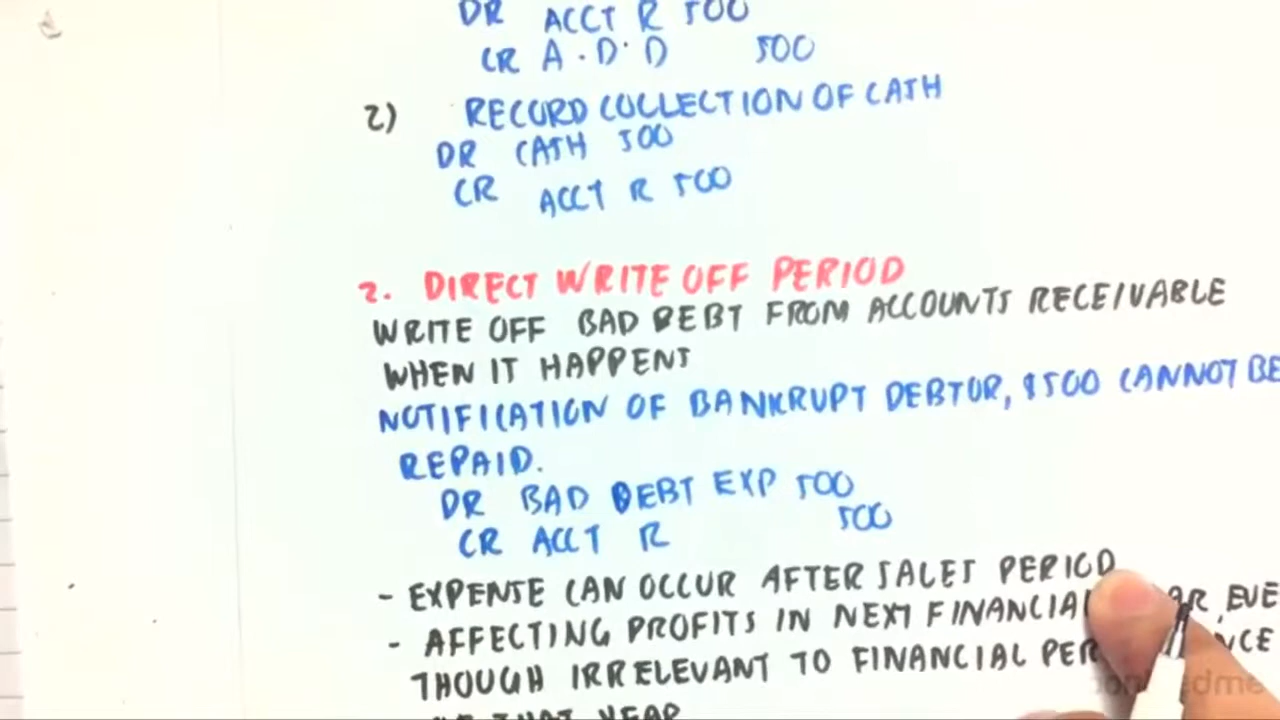 DR ACCT R 500
CR A.D.D 500
2) RECORD COLLECTION OF CASH
DR CASH 500
CR ACCT R 500
2. DIRECT WRITE OFF PERIOD
WRITE OFF BAD DEBT FROM ACCOUNTS RECEIVABLE
WHEN IT HAPPENS
NOTIFICATION OF BANKRUPT DEBTOR, $500 CANNOT BE
REPAID.
DR BAD DEBT EXP 500
CR ACCT R 500
- EXPENSE CAN OCCUR AFTER SALES PERIOD
- AFFECTING PROFITS IN NEXT FINANCIAL EVE
THOUGH IRRELEVANT TO FINANCIAL
THAT YEAR